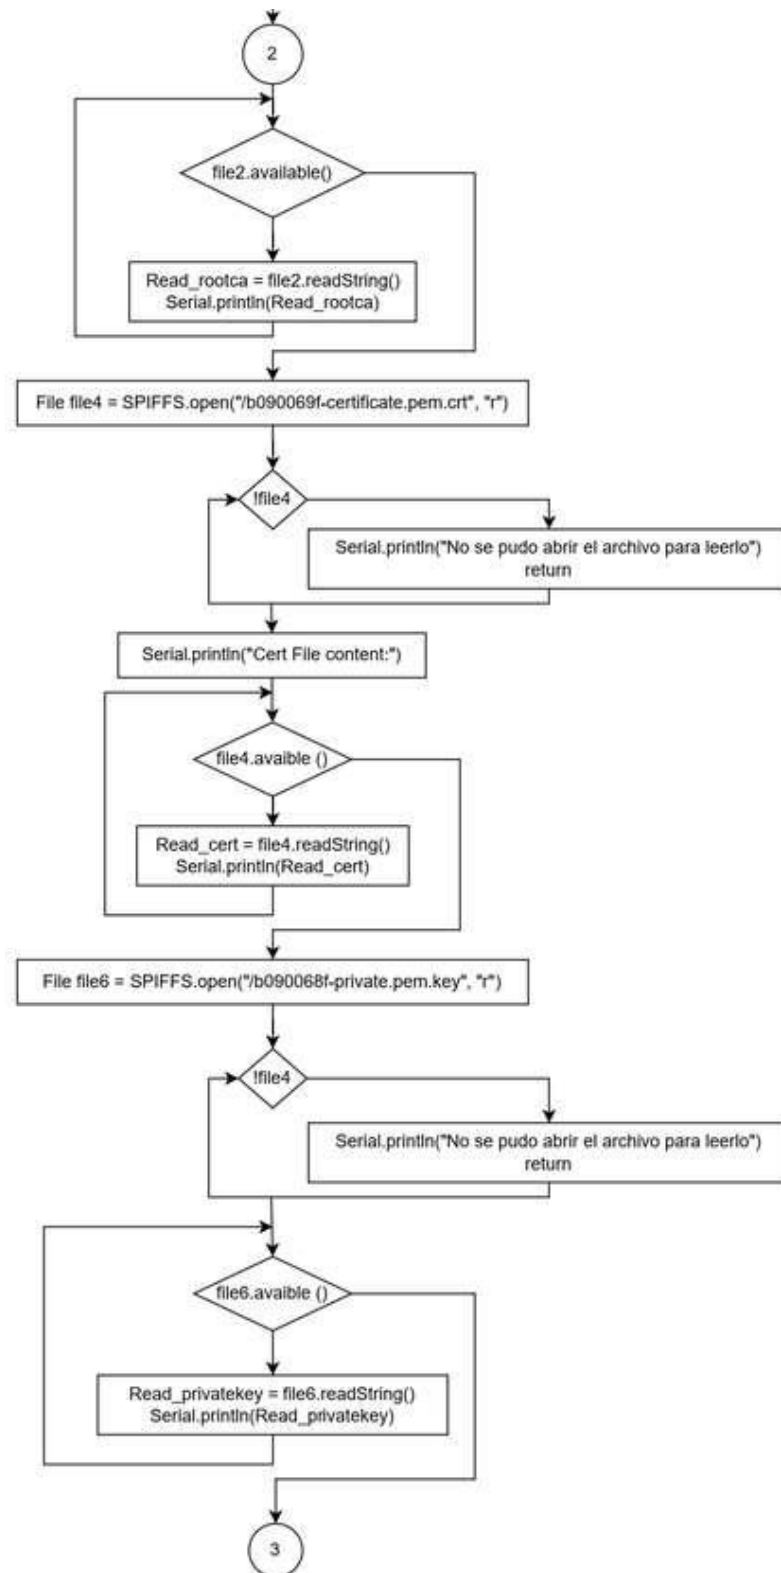 2
file2.available()
Read_rootca = file2.readString()
Serial.println(Read_rootca)
File file4 = SPIFFS.open("/b090069f-certificate.pem.crt", "r")
!file4
Serial.println("No se pudo abrir el archivo para leerlo")
return
Serial.println("Cert File content:")
file4.avaible ()
Read_cert = file4.readString()
Serial.println(Read_cert)
File file6 = SPIFFS.open("/b090068f-private.pem.key", "r")
!file4
Serial.println("No se pudo abrir el archivo para leerlo")
return
file6.avaible ()
Read_privatekey = file6.readString()
Serial.println(Read_privatekey)
3